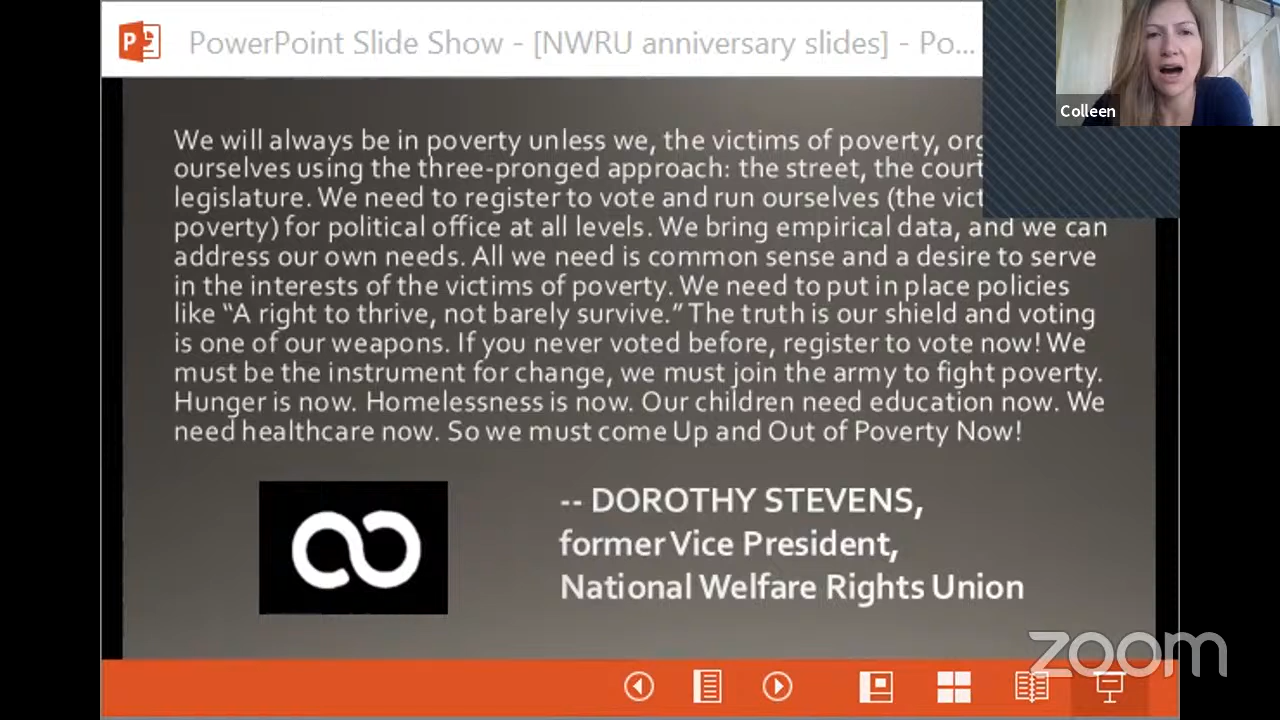 PowerPoint Slide Show - [NWRU anniversary slides] - Po...
Colleen
We will always be in poverty unless we, the victims of poverty,
ourselves using the three-pronged approach: the street, the
legislature. We need to register to vote and run ourselves (the
poverty) for political office at all levels. We bring empirical data, and we can
address our own needs. All we need is common sense and a desire to serve
in the interests of the victims of poverty. We need to put in place policies
like “A right to thrive, not barely survive.” The truth is our shield and voting
is one of our weapons. If you never voted before, register to vote now! We
must be the instrument for change, we must join the army to fight poverty.
Hunger is now. Homelessness is now. Our children need education now. We
need healthcare now. So we must come Up and Out of Poverty Now!
-- DOROTHY STEVENS,
former Vice President,
National Welfare Rights Union
zoom